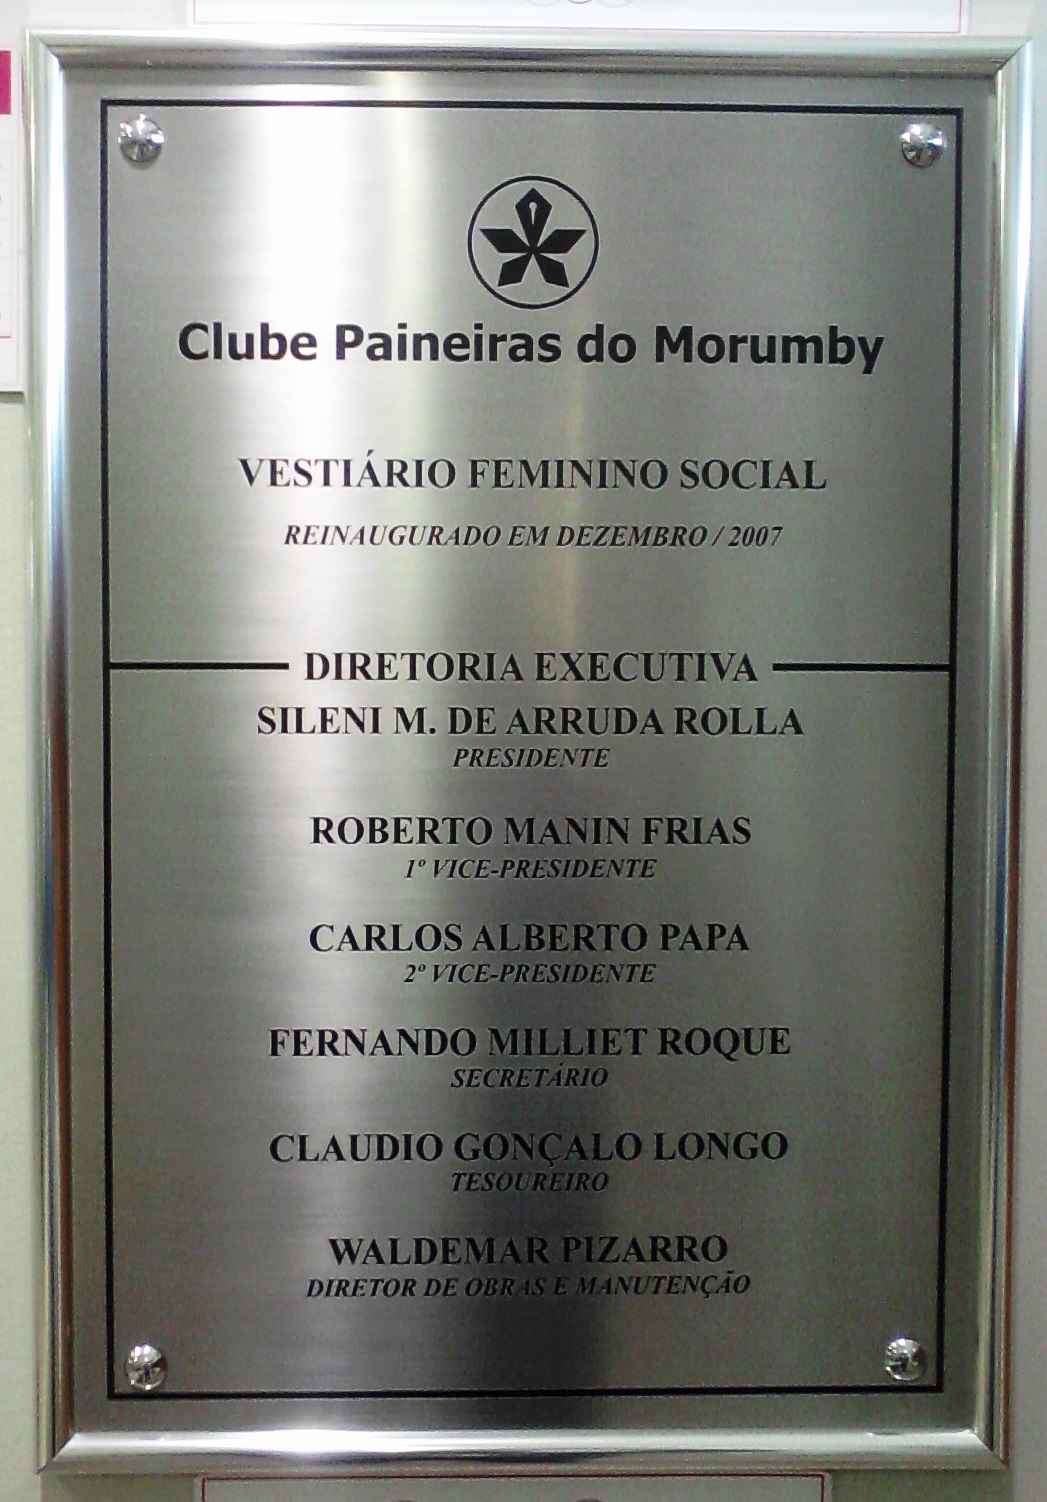 Clube Paineiras do Morumby
VESTIÁRIO FEMININO SOCIAL
REINAUGURADO EM DEZEMBRO / 2007
DIRETORIA EXECUTIVA
SILENI M. DE ARRUDA ROLLA
PRESIDENTE
ROBERTO MANIN FRIAS
1º VICE-PRESIDENTE
CARLOS ALBERTO PAPA
2º VICE-PRESIDENTE
FERNANDO MILLIET ROQUE
SECRETÁRIO
CLAUDIO GONÇALO LONGO
TESOUREIRO
WALDEMAR PIZARRO
DIRETOR DE OBRAS E MANUTENÇÃO